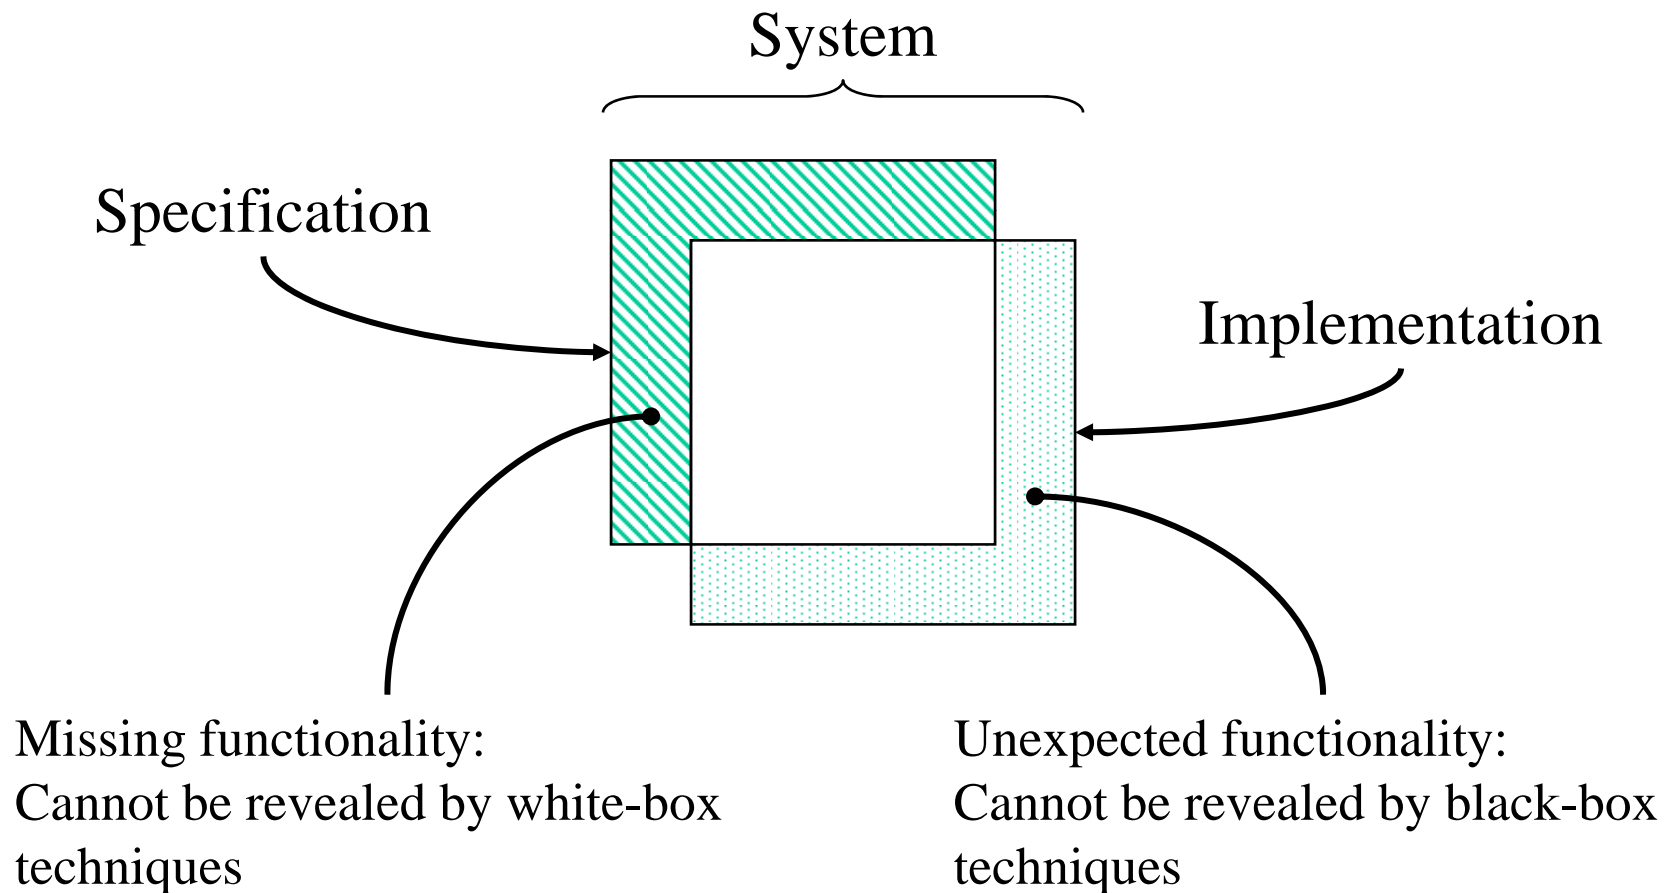 System
Specification
Implementation
Missing functionality:
Cannot be revealed by white-box
techniques
Unexpected functionality:
Cannot be revealed by black-box
techniques